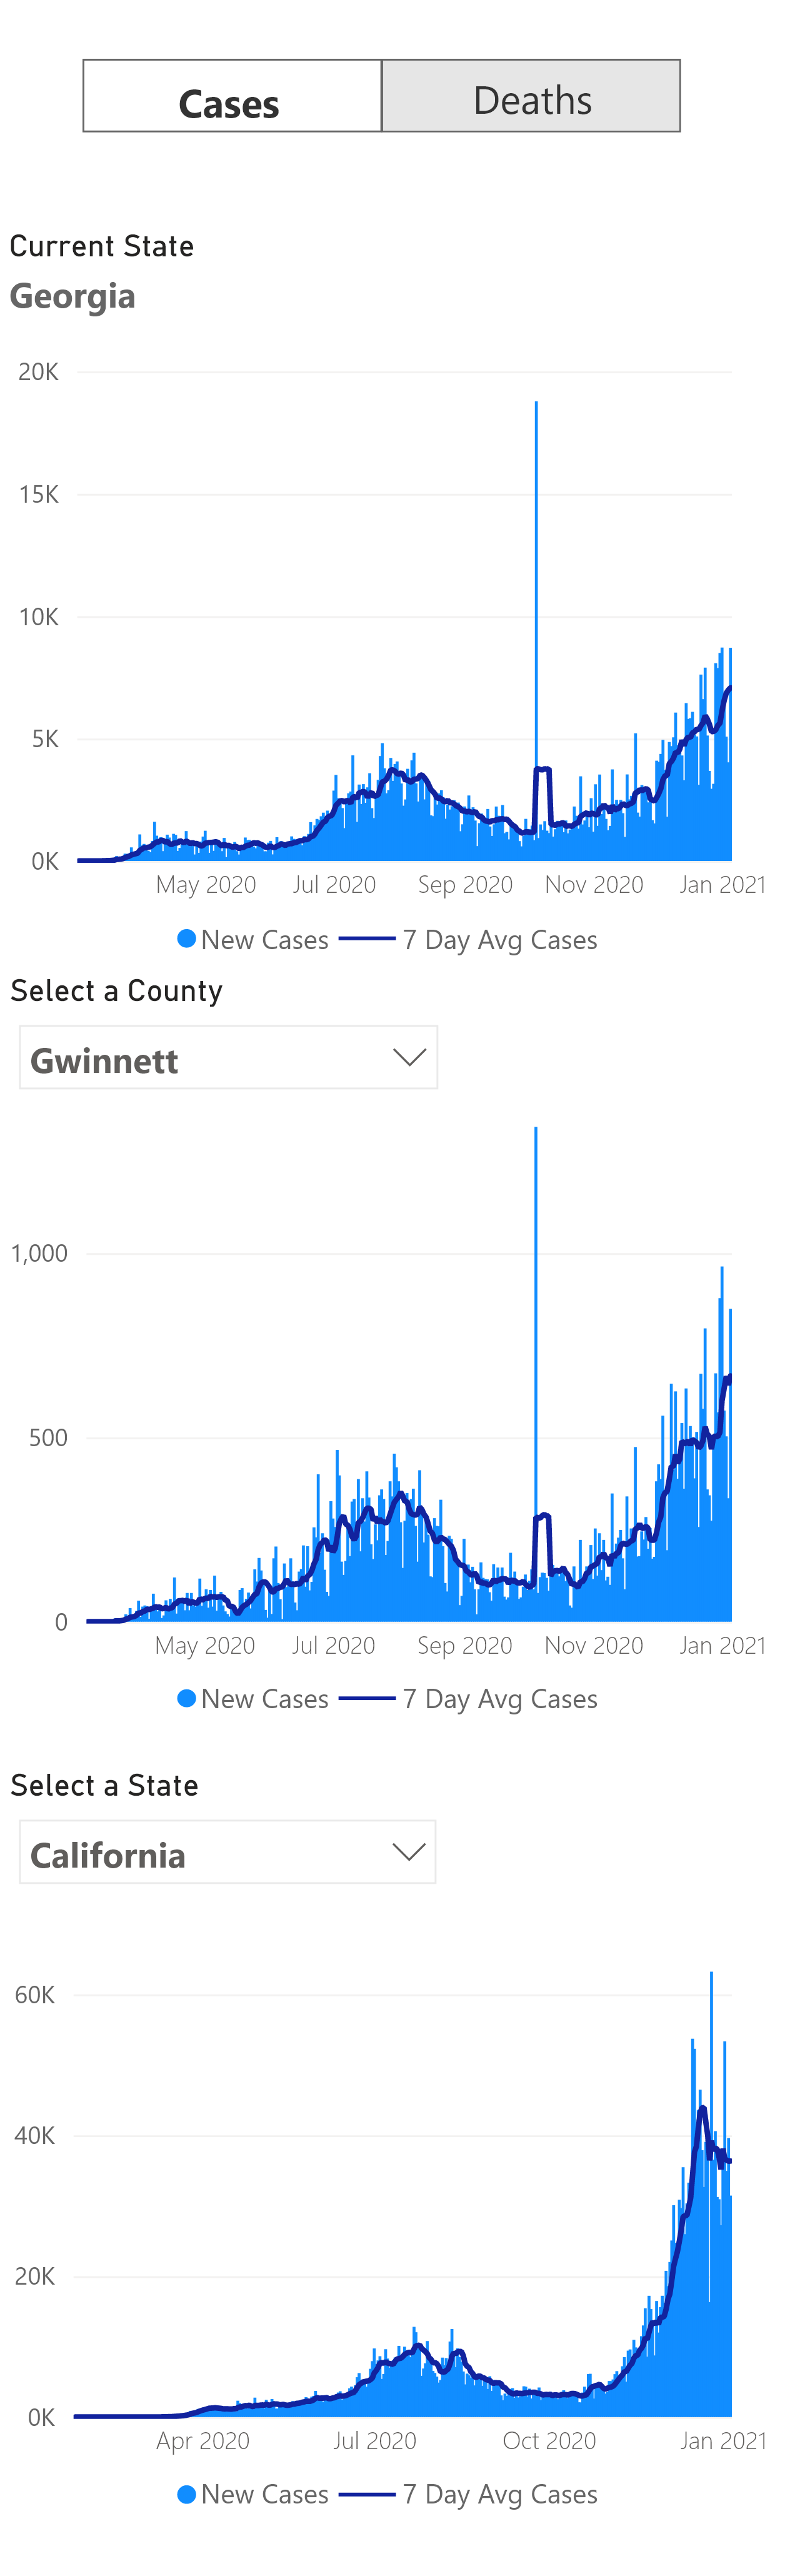 Cases Deaths
Current State
Georgia
20K
15K
10K
5K
0K
May 2020 Jul 2020 Sep 2020 Nov 2020 Jan 2021
New Cases 7 Day Avg Cases
Select a County
Gwinnett
1,000
500
0
May 2020 Jul 2020 Sep 2020 Nov 2020 Jan 2021
New Cases 7 Day Avg Cases
Select a State
California
60K
40K
20K
0K
Apr 2020 Jul 2020 Oct 2020 Jan 2021
New Cases 7 Day Avg Cases